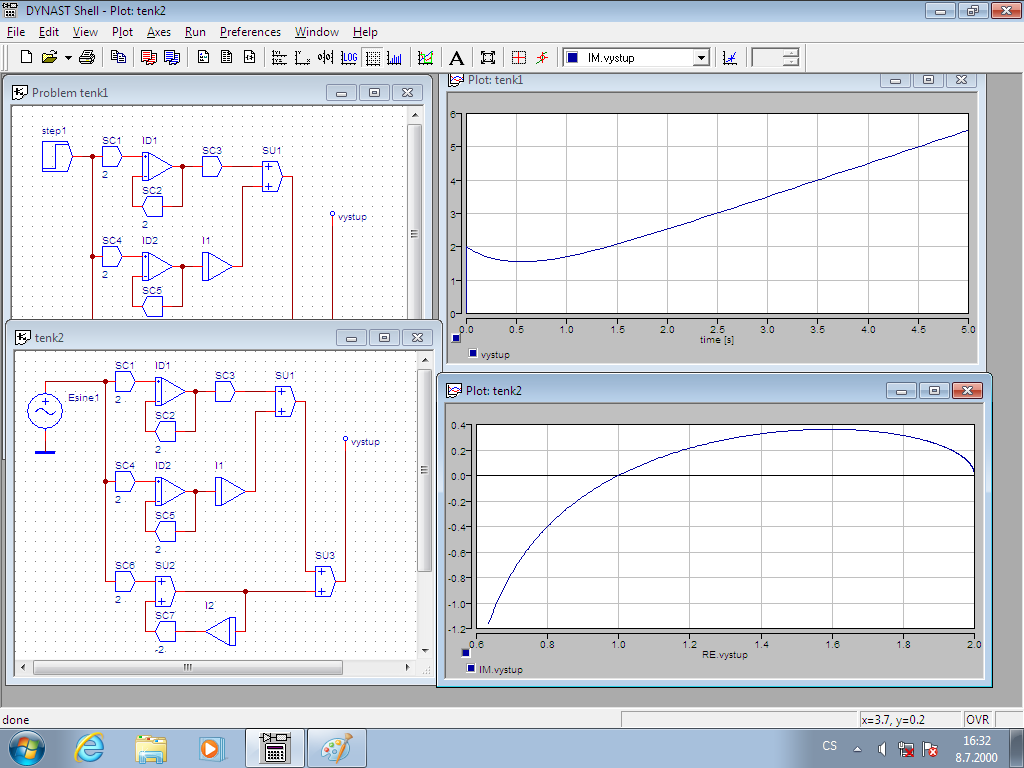 DYNAST Shell - Plot: tenk2
File Edit View Plot Axes Run Preferences Window Help
LOG A IM.vystup
Problem tenk1
step1
SC1 ID1
SC3 SU1
2
SC2
2
vystup
SC4 ID2 I1
2
SC5
Plot: tenk1
6
5
4
3
2
1
0
0.0 0.5 1.0 1.5 2.0 2.5 3.0 3.5 4.0 4.5 5.0
time [s]
vystup
tenk2
SC1 ID1
SC3 SU1
Esine1
2
SC2
2
vystup
SC4 ID2 I1
2
SC5
2
SC6 SU2 SU3
2
I2
SC7
-2
Plot: tenk2
0.4
0.2
0.0
-0.2
-0.4
-0.6
-0.8
-1.0
-1.2
0.6 0.8 1.0 1.2 1.4 1.6 1.8 2.0
RE.vystup
IM.vystup
done
x=3.7, y=0.2 OVR
CS
16:32
8.7.2000